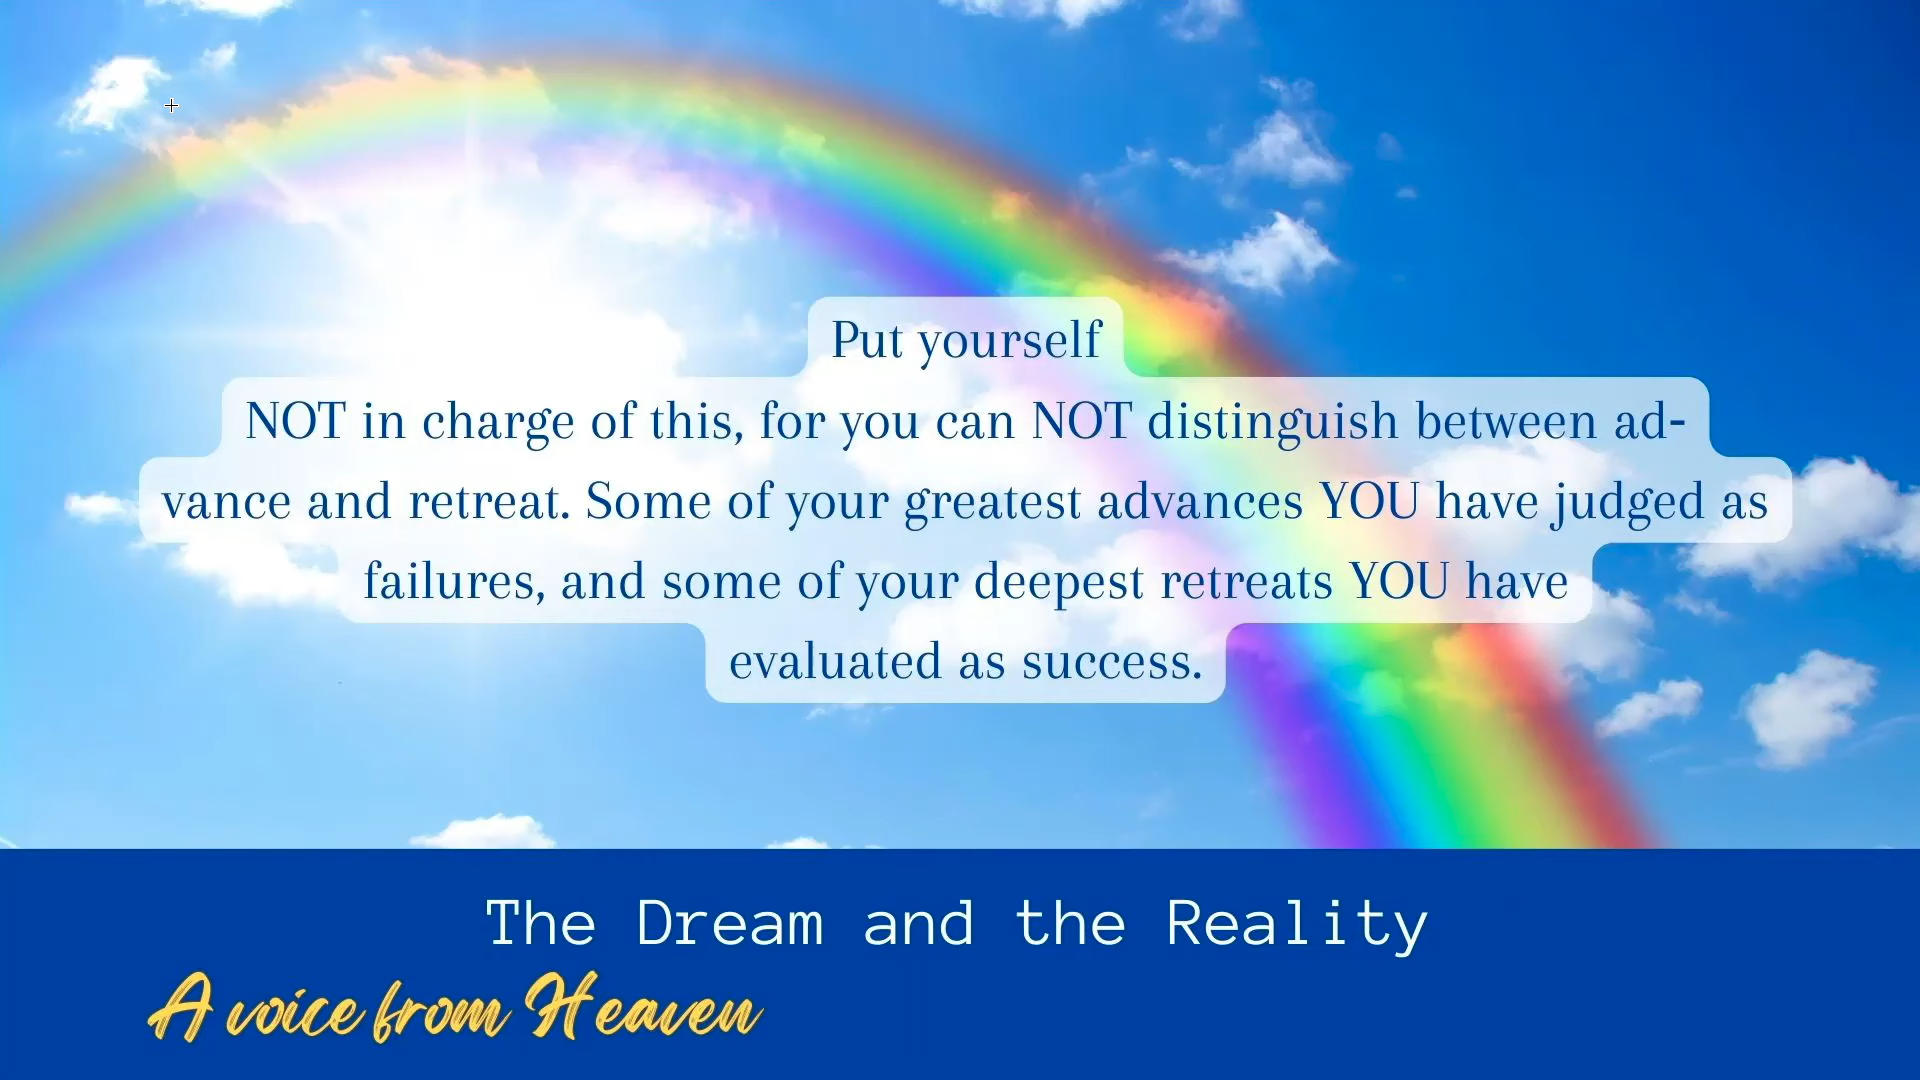 Put yourself
NOT in charge of this, for you can NOT distinguish between ad-
vance and retreat. Some of your greatest advances YOU have judged as
failures, and some of your deepest retreats YOU have
evaluated as success.
The Dream and the Reality
A voice from Heaven